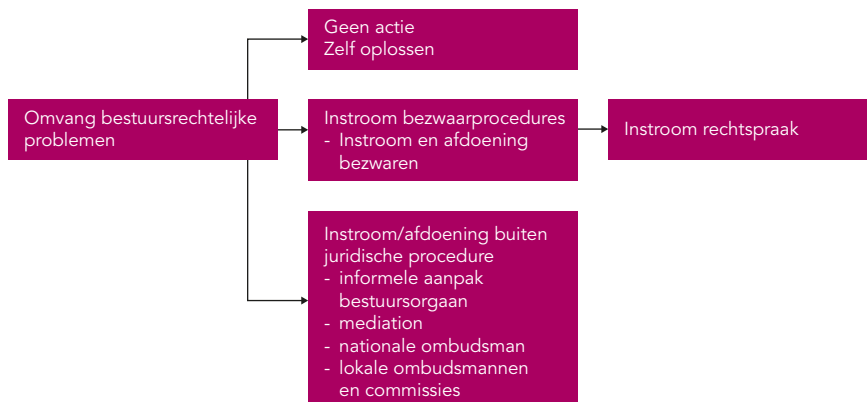 Geen actie
Zelf oplossen
Omvang bestuursrechtelijke
problemen
Instroom bezwaarprocedures
- Instroom en afdoening
bezwaren
Instroom rechtspraak
Instroom/afdoening buiten
juridische procedure
- informele aanpak
bestuursorgaan
- mediation
- nationale ombudsman
- lokale ombudsmannen
en commissies